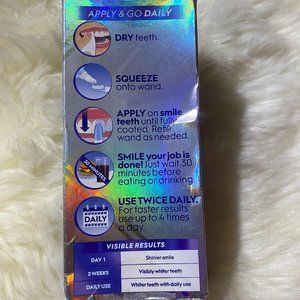 APPLY & GO DAILY
DRY teeth.
SQUEEZE
onto wand.
APPLY on smile
teeth until fully
coated. Refill
wand as needed.
30 MINUTES
SMILE your job is
done! Just wait 30
minutes before
eating or drinking.
DAILY
USE TWICE DAILY.
For faster results
use up to 4 times
a day.
VISIBLE RESULTS
DAY 1 Shinier smile
2 WEEKS Visibly whiter teeth
DAILY USE Whiter teeth with daily use